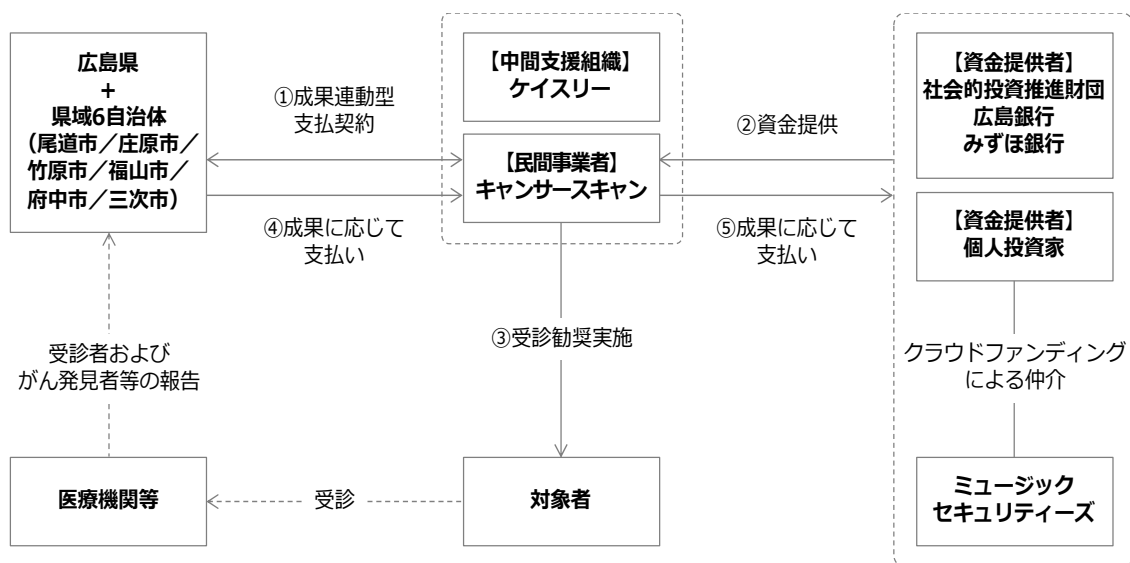 広島県
+
県域6自治体
（尾道市／庄原市／
竹原市／福山市／
府中市／三次市）
①成果連動型
支払契約
④成果に応じて
支払い
【中間支援組織】
ケイスリー
【民間事業者】
キャンサースキャン
②資金提供
⑤成果に応じて
支払い
【資金提供者】
社会的投資推進財団
広島銀行
みずほ銀行
【資金提供者】
個人投資家
受診者および
がん発見者等の報告
③受診勧奨実施
クラウドファンディング
による仲介
医療機関等
受診
対象者
ミュージック
セキュリティーズ